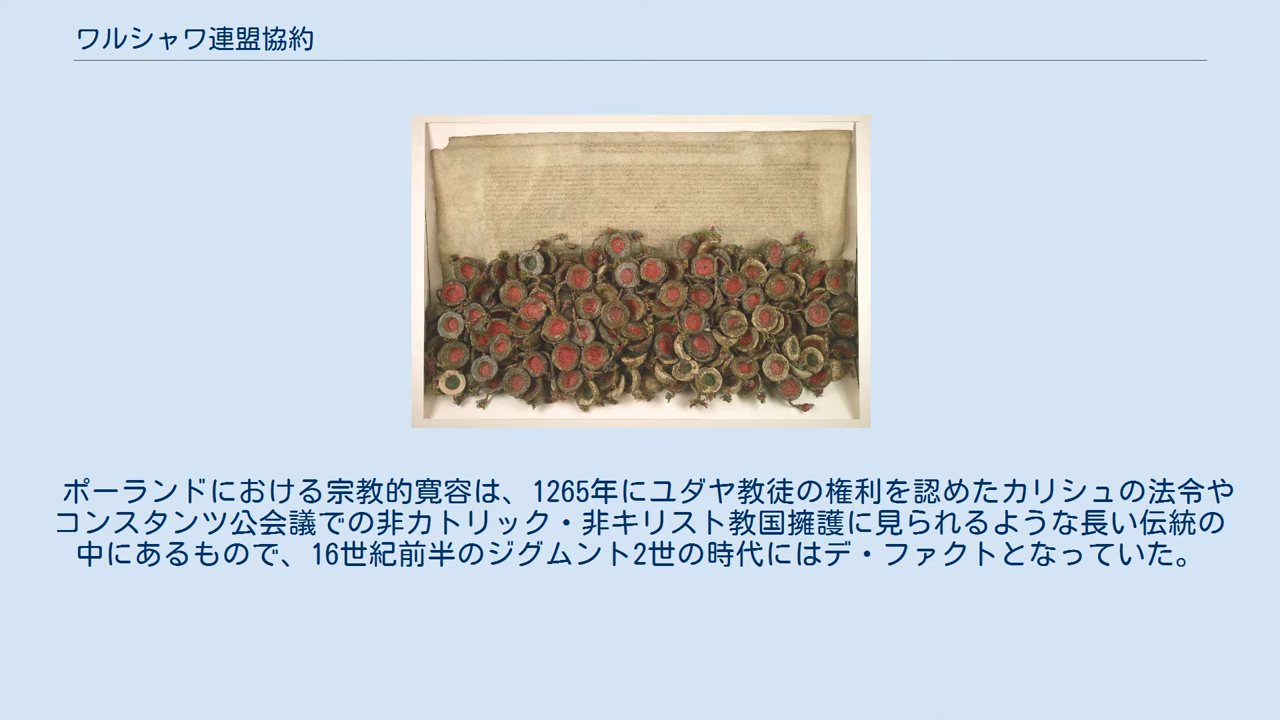 ワルシャワ連盟協約
ポーランドにおける宗教的寛容は、1265年にユダヤ教徒の権利を認めたカリシュの法令や
コンスタンツ公会議での非カトリック・非キリスト教国擁護に見られるような長い伝統の
中にあるもので、16世紀前半のジグムント2世の時代にはデ・ファクトとなっていた。